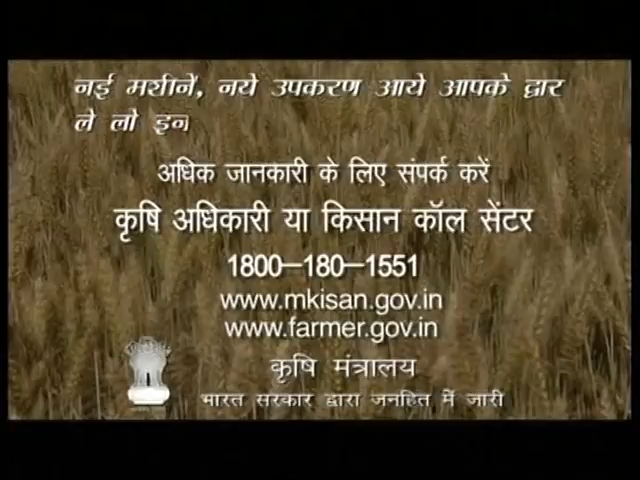 नई मशीनें, नये उपकरण आये आपके द्वार
ले लो इन
अधिक जानकारी के लिए संपर्क करें
कृषि अधिकारी या किसान कॉल सेंटर
1800–180–1551
www.mkisan.gov.in
www.farmer.gov.in
कृषि मंत्रालय
भारत सरकार द्वारा जनहित में जारी